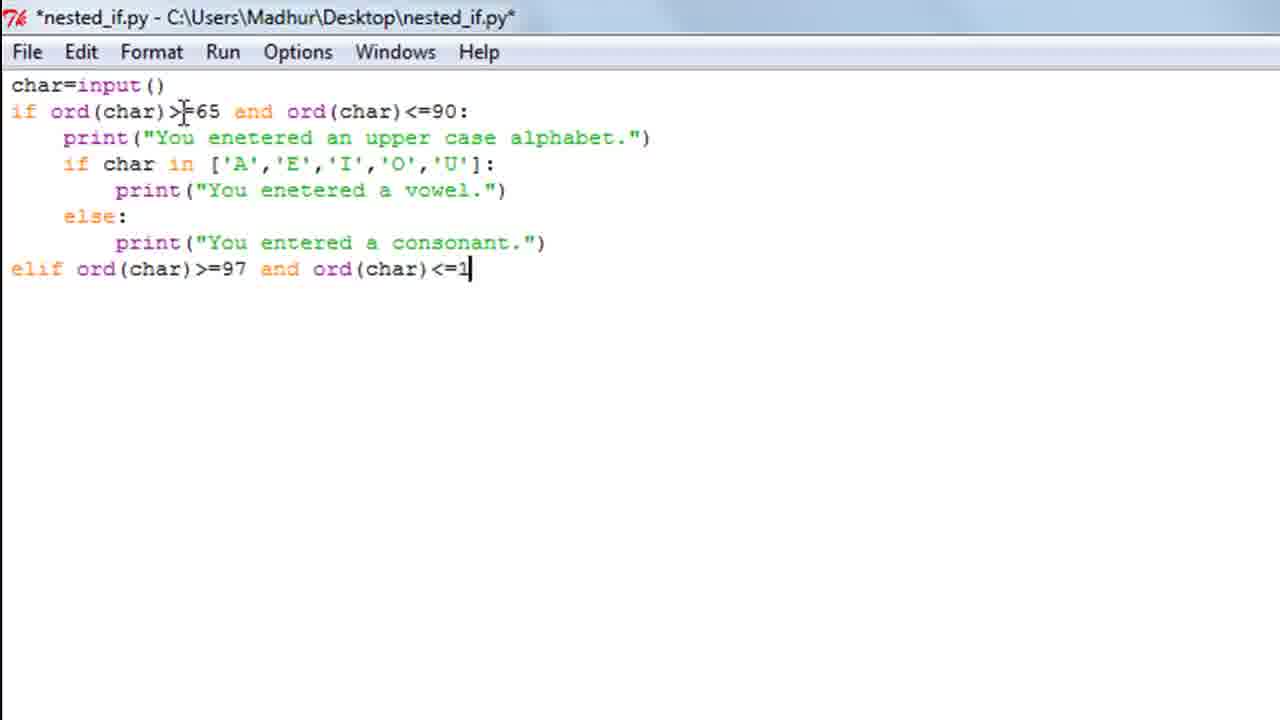 *nested_if.py - C:\Users\Madhur\Desktop\nested_if.py*
File Edit Format Run Options Windows Help
char=input()
if ord(char)>=65 and ord(char)<=90:
    print("You enetered an upper case alphabet.")
    if char in ['A','E','I','O','U']:
        print("You enetered a vowel.")
    else:
        print("You entered a consonant.")
elif ord(char)>=97 and ord(char)<=1